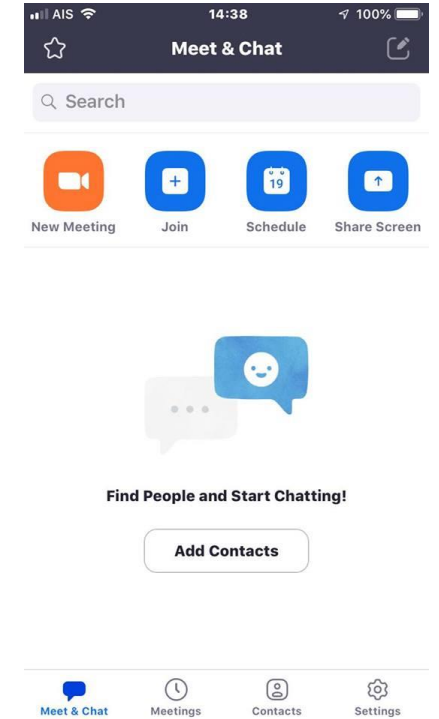 AIS 14:38 100%
Meet & Chat
Search
19
New Meeting Join Schedule Share Screen
Find People and Start Chatting!
Add Contacts
Meet & Chat Meetings Contacts Settings